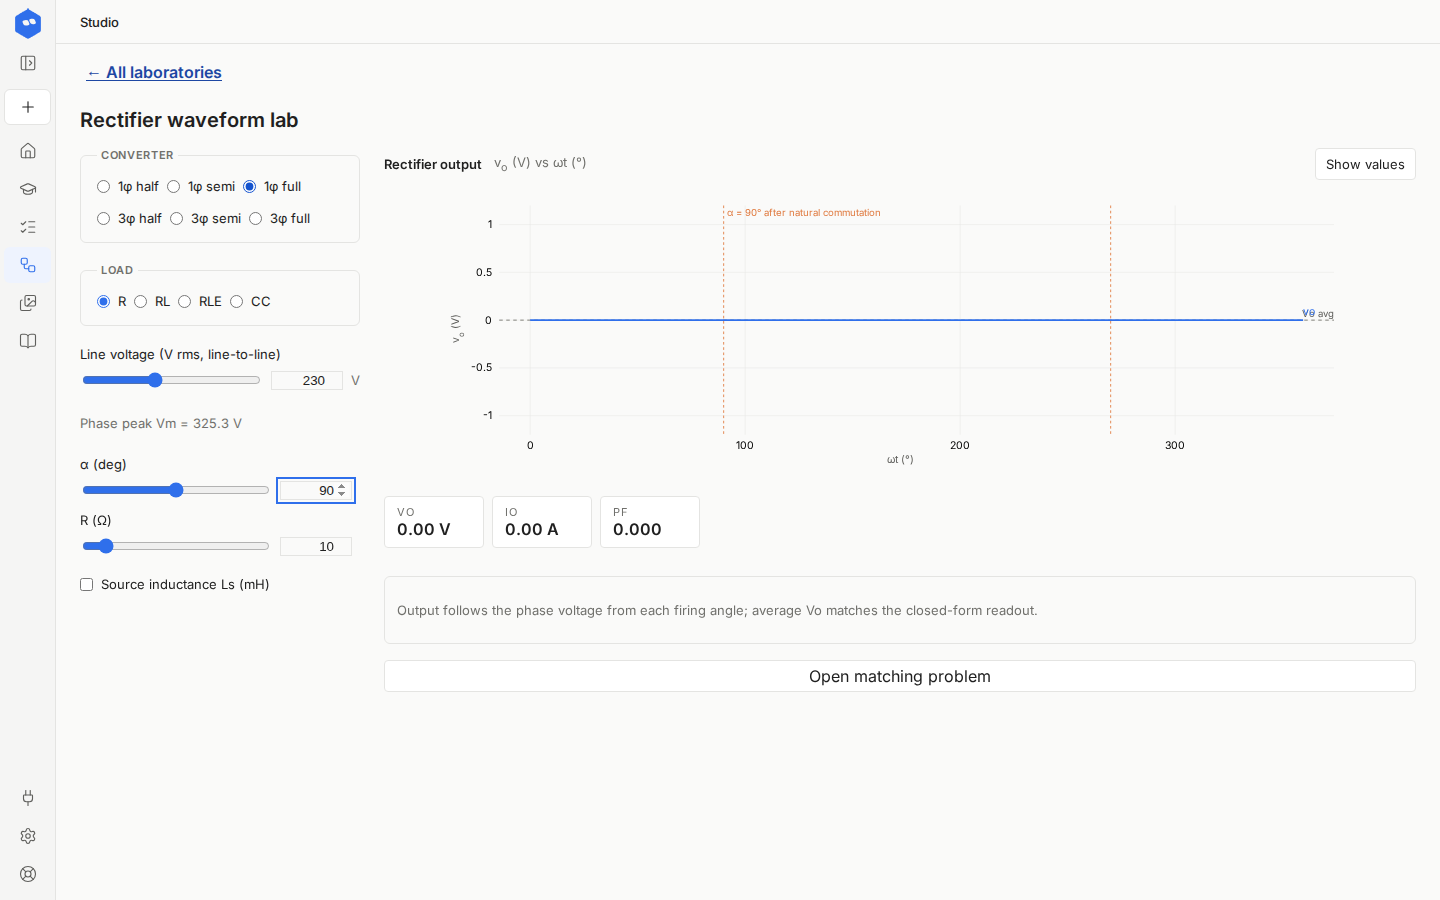 Studio
← All laboratories
Rectifier waveform lab
CONVERTER
1φ half 1φ semi 1φ full
3φ half 3φ semi 3φ full
LOAD
R RL RLE CC
Line voltage (V rms, line-to-line)
230 V
Phase peak Vm = 325.3 V
α (deg)
90
R (Ω)
10
Source inductance Ls (mH)
Rectifier output vo (V) vs ωt (°)
Show values
α = 90° after natural commutation
1
0.5
0
-0.5
-1
vo (V)
avg
0 100 200 300
ωt (°)
VO
0.00 V
IO
0.00 A
PF
0.000
Output follows the phase voltage from each firing angle; average Vo matches the closed-form readout.
Open matching problem